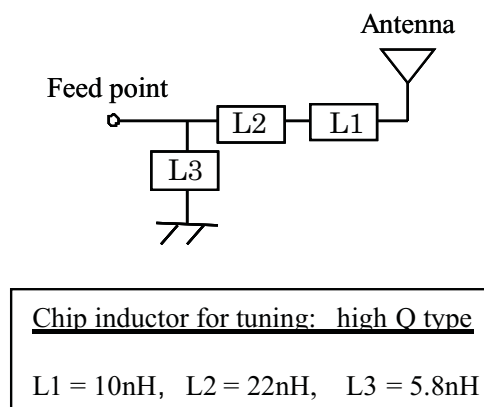 Antenna
Feed point
L2 L1
L3
Chip inductor for tuning: high Q type
L1 = 10nH, L2 = 22nH, L3 = 5.8nH